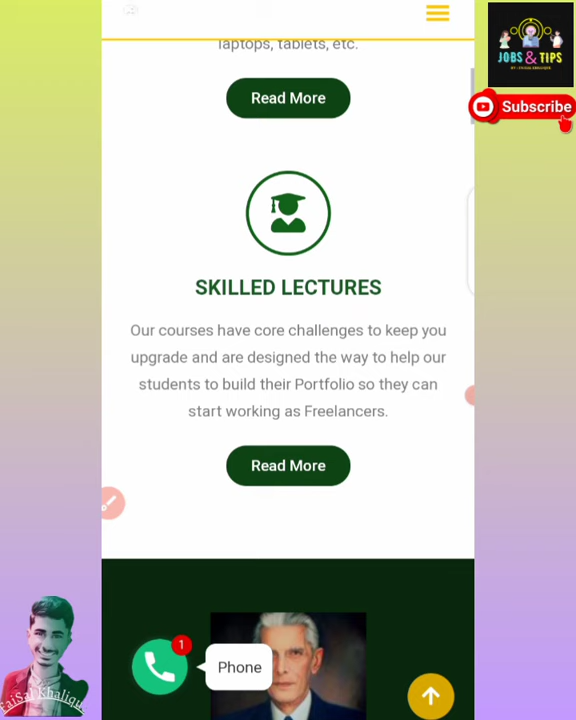 laptops, tablets, etc.
JOBS & TIPS
Subscribe
Read More
SKILLED LECTURES
Our courses have core challenges to keep you
upgrade and are designed the way to help our
students to build their Portfolio so they can
start working as Freelancers.
Read More
1
Phone
FaiSal Khalique